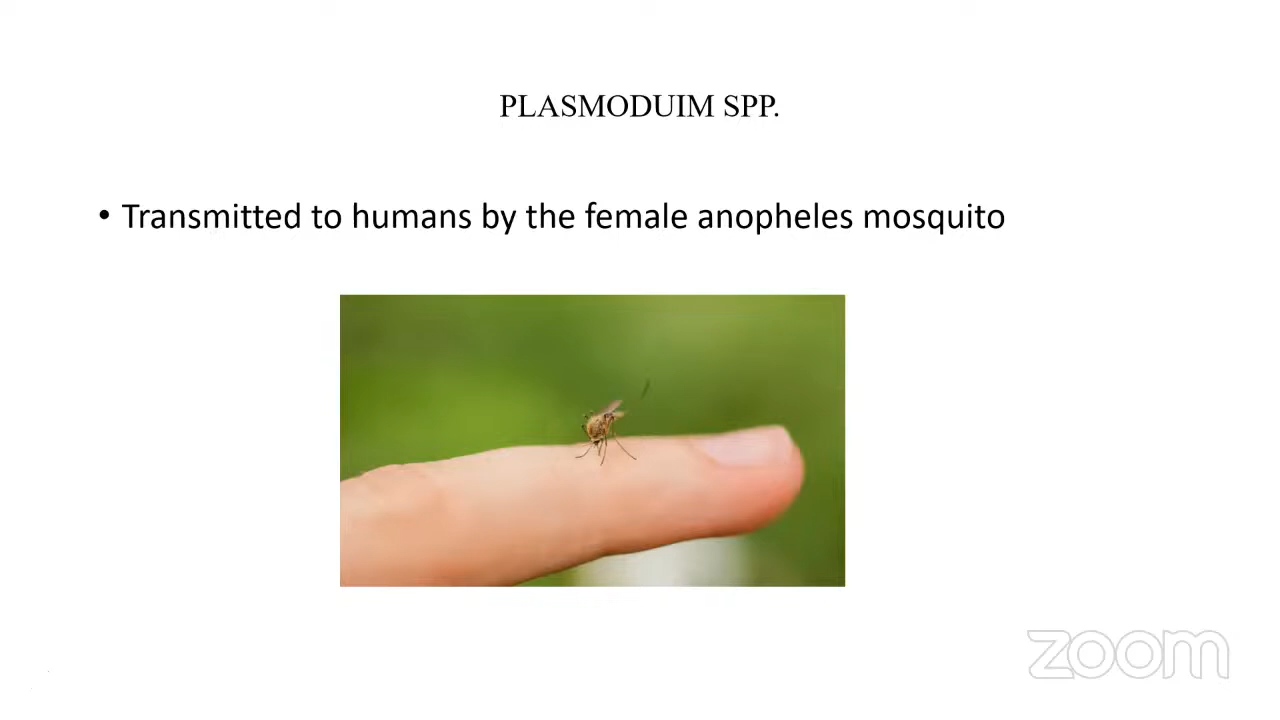 PLASMODUIM SPP.
• Transmitted to humans by the female anopheles mosquito
zoom